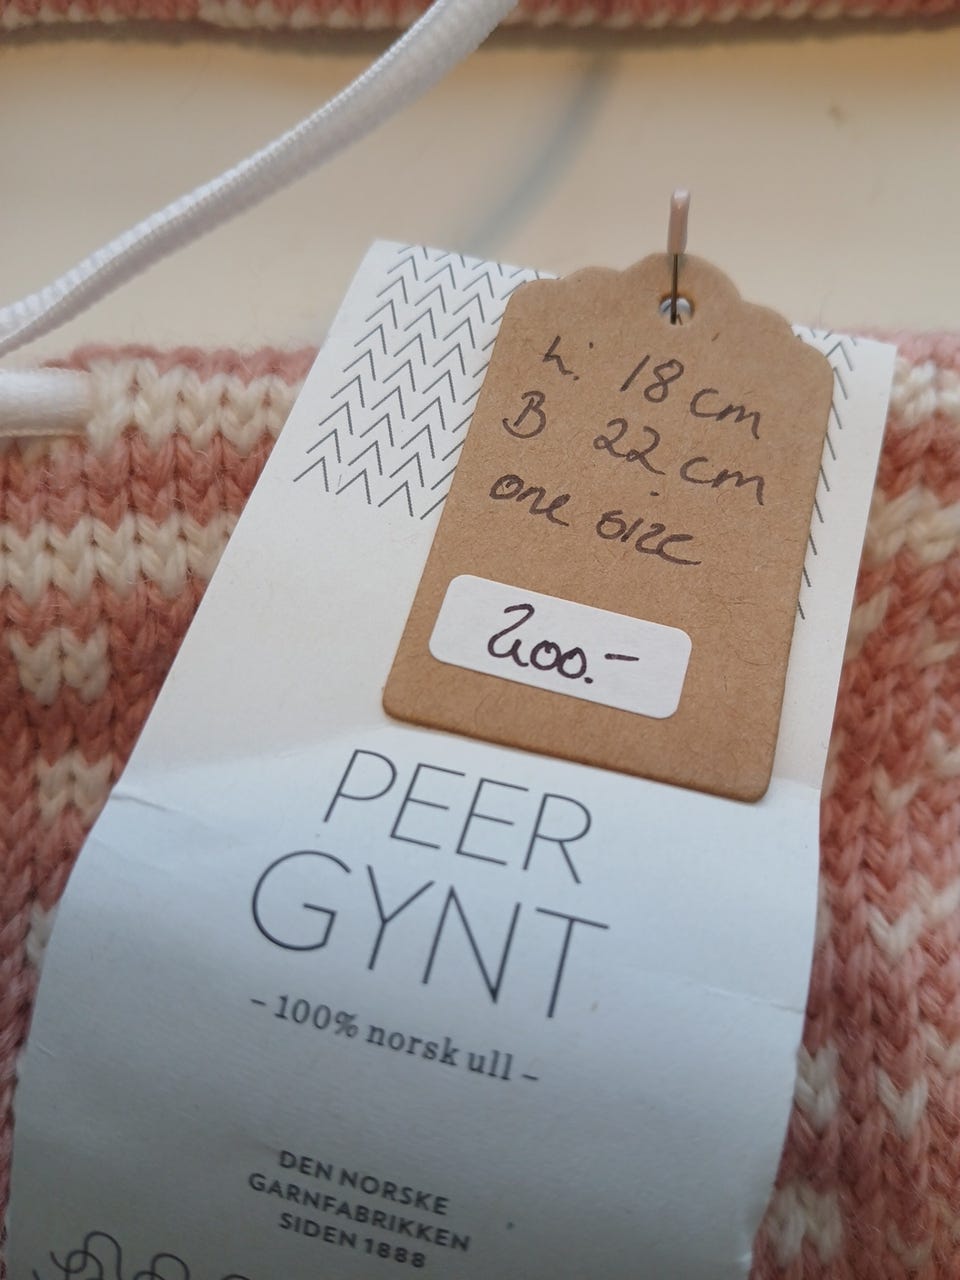 L. 18 cm
B 22 cm
one size
200.-
PEER
GYNT
- 100% norsk ull -
DEN NORSKE
GARNFABRIKKEN
SIDEN 1888